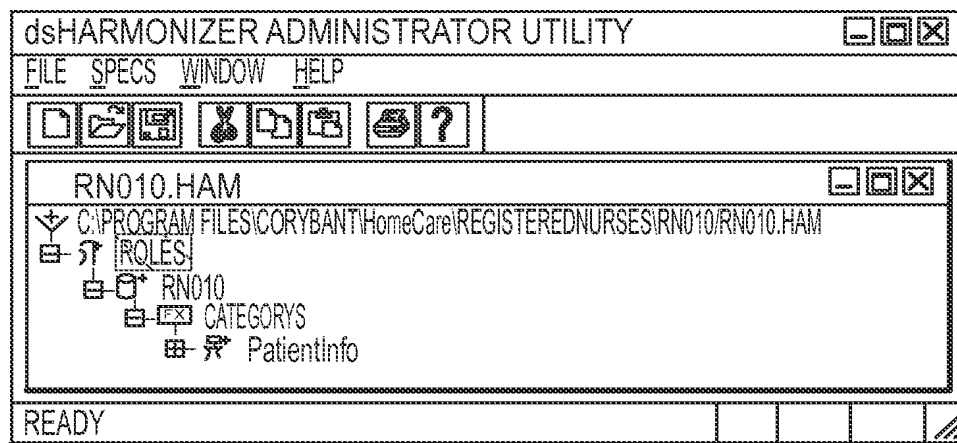 dsHARMONIZER ADMINISTRATOR UTILITY
FILE SPECS WINDOW HELP
?
RN010.HAM
C:\PROGRAM FILES\CORYBANT\HomeCare\REGISTEREDNURSES\RN010/RN010.HAM
ROLES
RN010
FX CATEGORYS
PatientInfo
READY